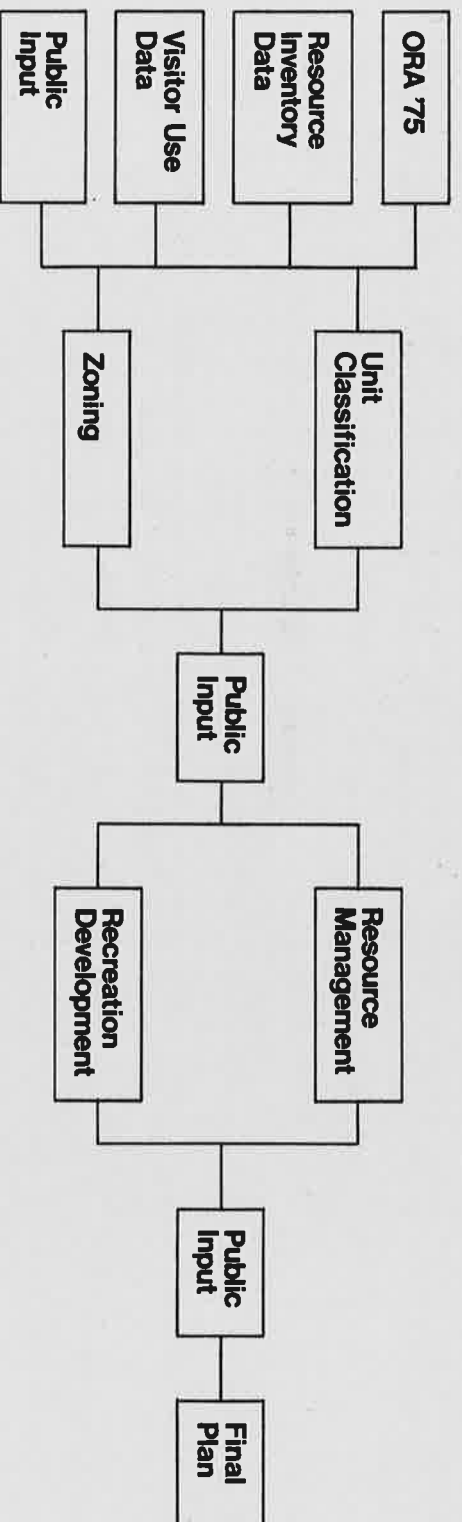 ORA '75
Resource
Inventory
Data
Visitor Use
Data
Public
Input
Unit
Classification
Zoning
Public
Input
Resource
Management
Recreation
Development
Public
Input
Final
Plan